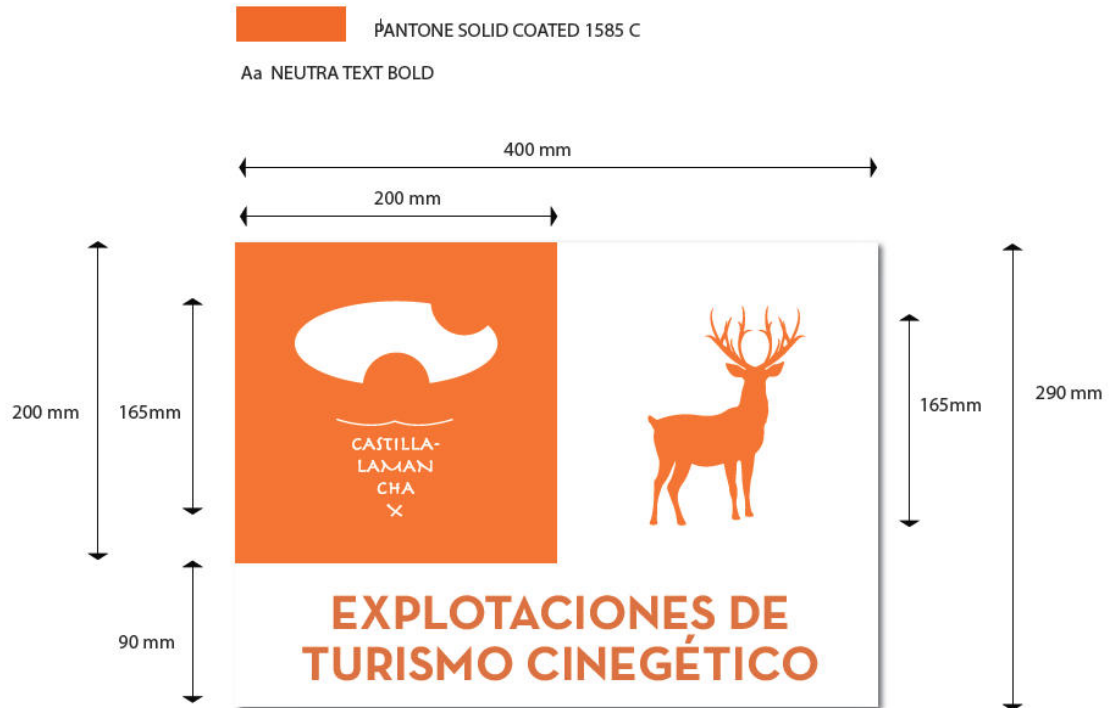 PANTONE SOLID COATED 1585 C
Aa NEUTRA TEXT BOLD
400 mm
200 mm
200 mm
165mm
165mm
290 mm
CASTILLA-
LAMAN
CHA
X
90 mm
EXPLOTACIONES DE
TURISMO CINEGÉTICO